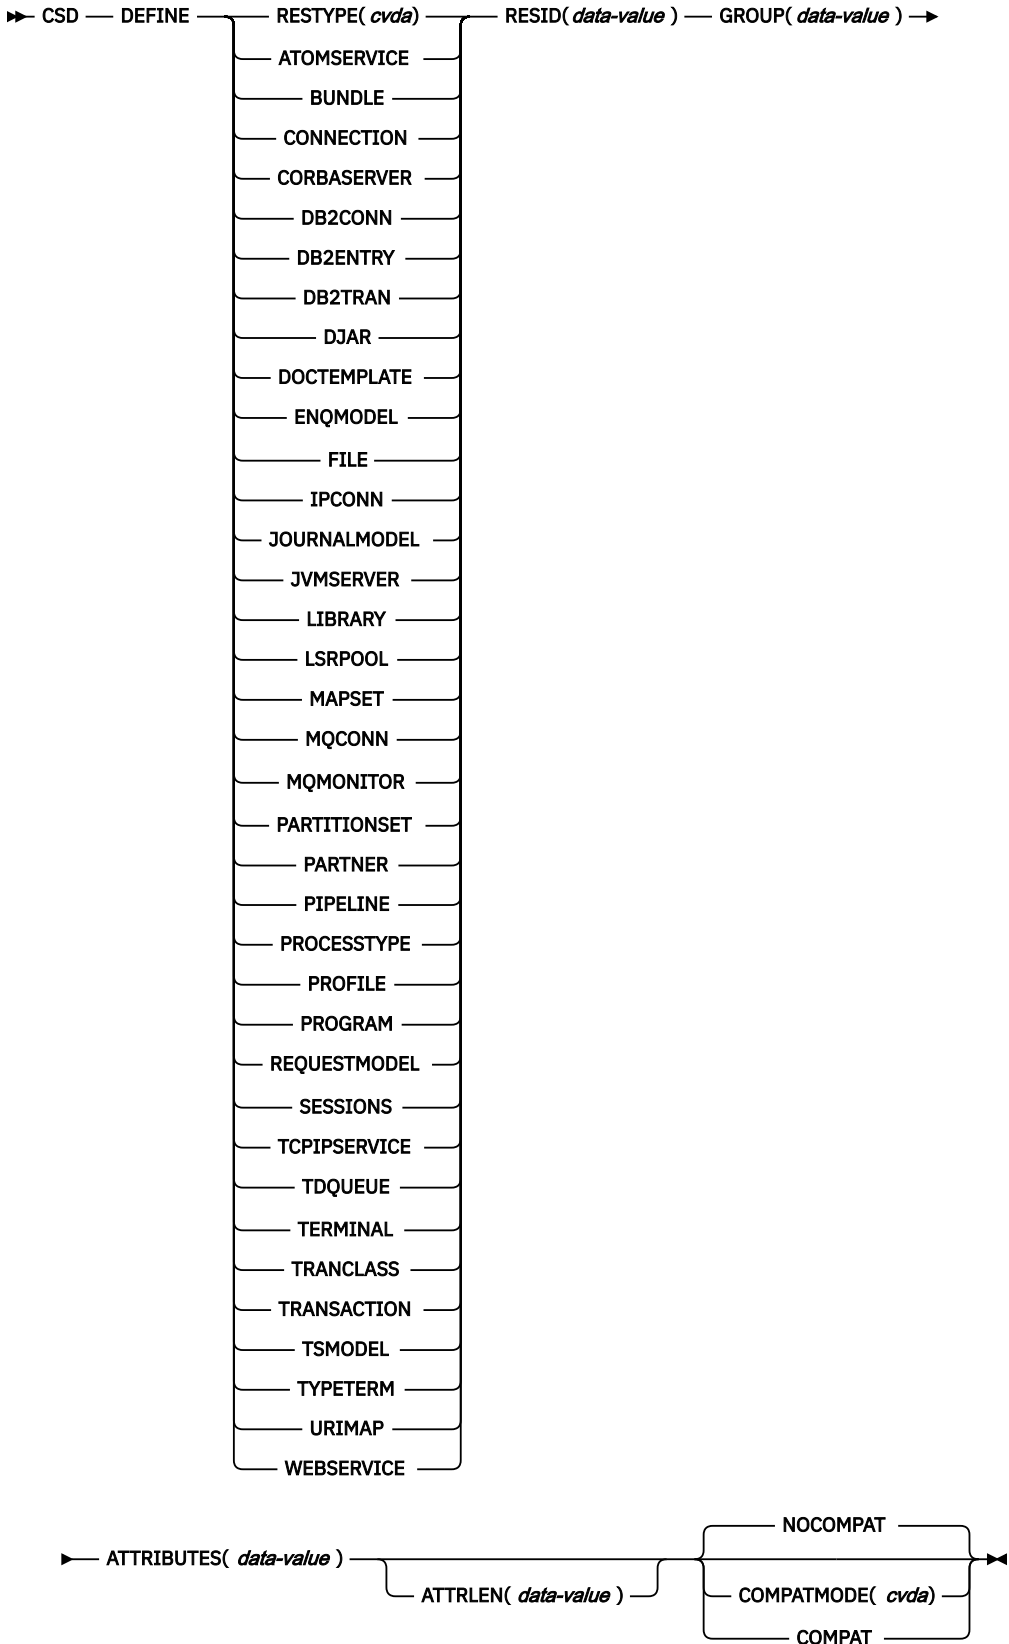 CSD DEFINE RESTYPE( cvda) RESID( data-value ) GROUP( data-value )
ATOMSERVICE
BUNDLE
CONNECTION
CORBASERVER
DB2CONN
DB2ENTRY
DB2TRAN
DJAR
DOCTEMPLATE
ENQMODEL
FILE
IPCONN
JOURNALMODEL
JVMSERVER
LIBRARY
LSRPOOL
MAPSET
MQCONN
MQMONITOR
PARTITIONSET
PARTNER
PIPELINE
PROCESSTYPE
PROFILE
PROGRAM
REQUESTMODEL
SESSIONS
TCPIPSERVICE
TDQUEUE
TERMINAL
TRANCLASS
TRANSACTION
TSMODEL
TYPETERM
URIMAP
WEBSERVICE
NOCOMPAT
ATTRIBUTES( data-value )
ATTRLEN( data-value ) COMPATMODE( cvda)
COMPAT